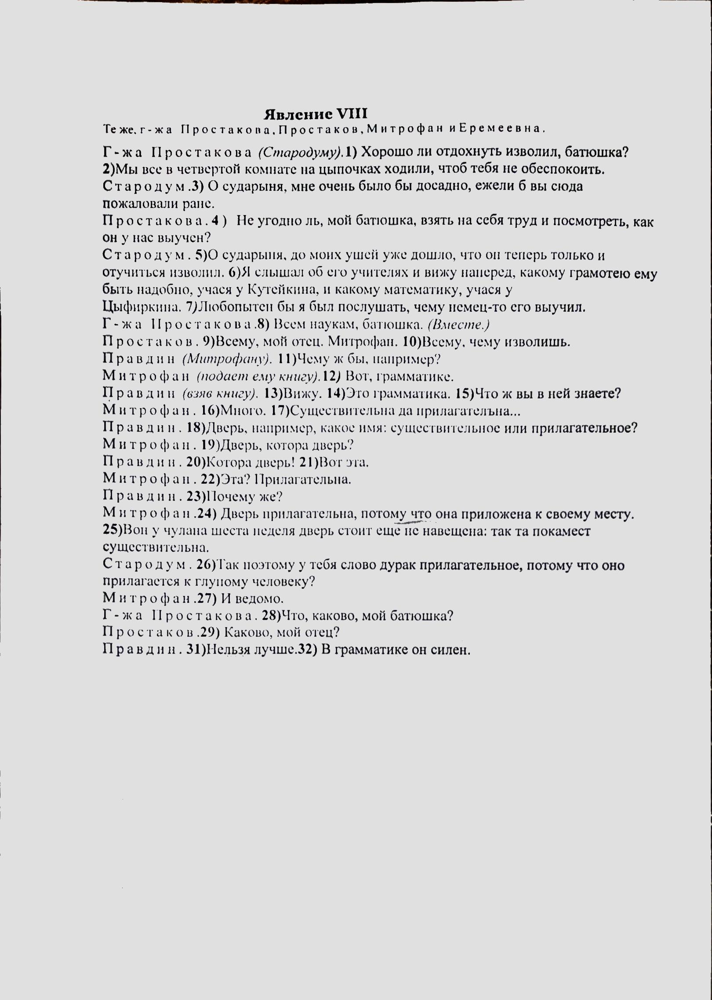 Явление VIII
Те же, г-жа Простакова, Простаков, Митрофан и Еремеевна.
Г-жа Простакова (Стародуму).1) Хорошо ли отдохнуть изволил, батюшка?
2)Мы все в четвертой комнате на цыпочках ходили, чтоб тебя не обеспокоить.
Стародум.3) О сударыня, мне очень было бы досадно, ежели б вы сюда
пожаловали ране.
Простакова.4) Не угодно ль, мой батюшка, взять на себя труд и посмотреть, как
он у нас выучен?
Стародум. 5)О сударыня, до моих ушей уже дошло, что он теперь только и
отучиться изволил. 6)Я слышал об его учителях и вижу наперед, какому грамотею ему
быть надобно, учася у Кутейкина, и какому математику, учася у
Цыфиркина. 7)Любопытен бы я был послушать, чему немец-то его выучил.
Г-жа Простакова.8) Всем наукам, батюшка. (Вместе.)
Простаков. 9)Всему, мой отец. Митрофан. 10)Всему, чему изволишь.
Правдин (Митрофану). 11)Чему ж бы, например?
Митрофан (подает ему книгу).12) Вот, грамматике.
Правдин (взяв книгу). 13)Вижу. 14)Это грамматика. 15)Что ж вы в ней знаете?
Митрофан. 16)Много. 17)Существительна да прилагательна...
Правдин. 18)Дверь, например, какое имя: существительное или прилагательное?
Митрофан. 19)Дверь, котора дверь?
Правдин. 20)Котора дверь! 21)Вот эта.
Митрофан. 22)Эта? Прилагательна.
Правдин. 23)Почему же?
Митрофан.24) Дверь прилагательна, потому что она приложена к своему месту.
25)Вон у чулана шеста неделя дверь стоит еще не навещена: так та покамест
существительна.
Стародум. 26)Так поэтому у тебя слово дурак прилагательное, потому что оно
прилагается к глупому человеку?
Митрофан.27) И ведомо.
Г-жа Простакова. 28)Что, каково, мой батюшка?
Простаков.29) Каково, мой отец?
Правдин. 31)Нельзя лучше.32) В грамматике он силен.